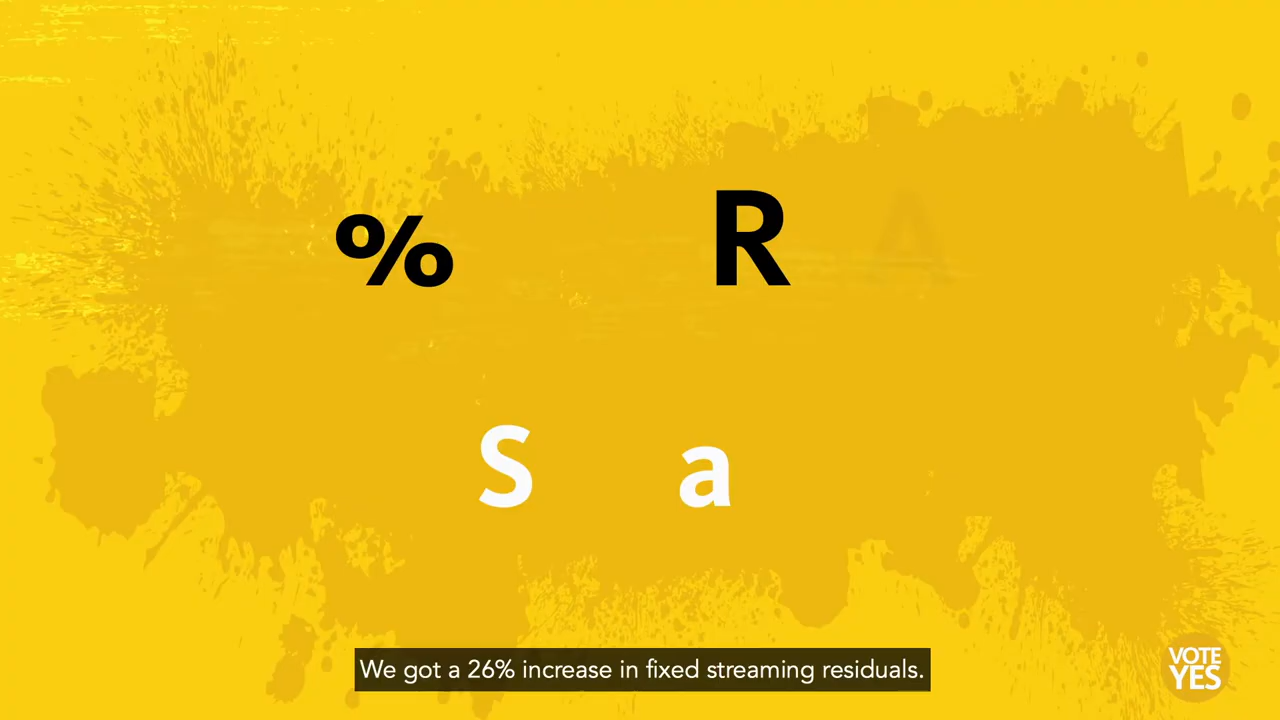 % R A
S a
We got a 26% increase in fixed streaming residuals.
VOTE
YES